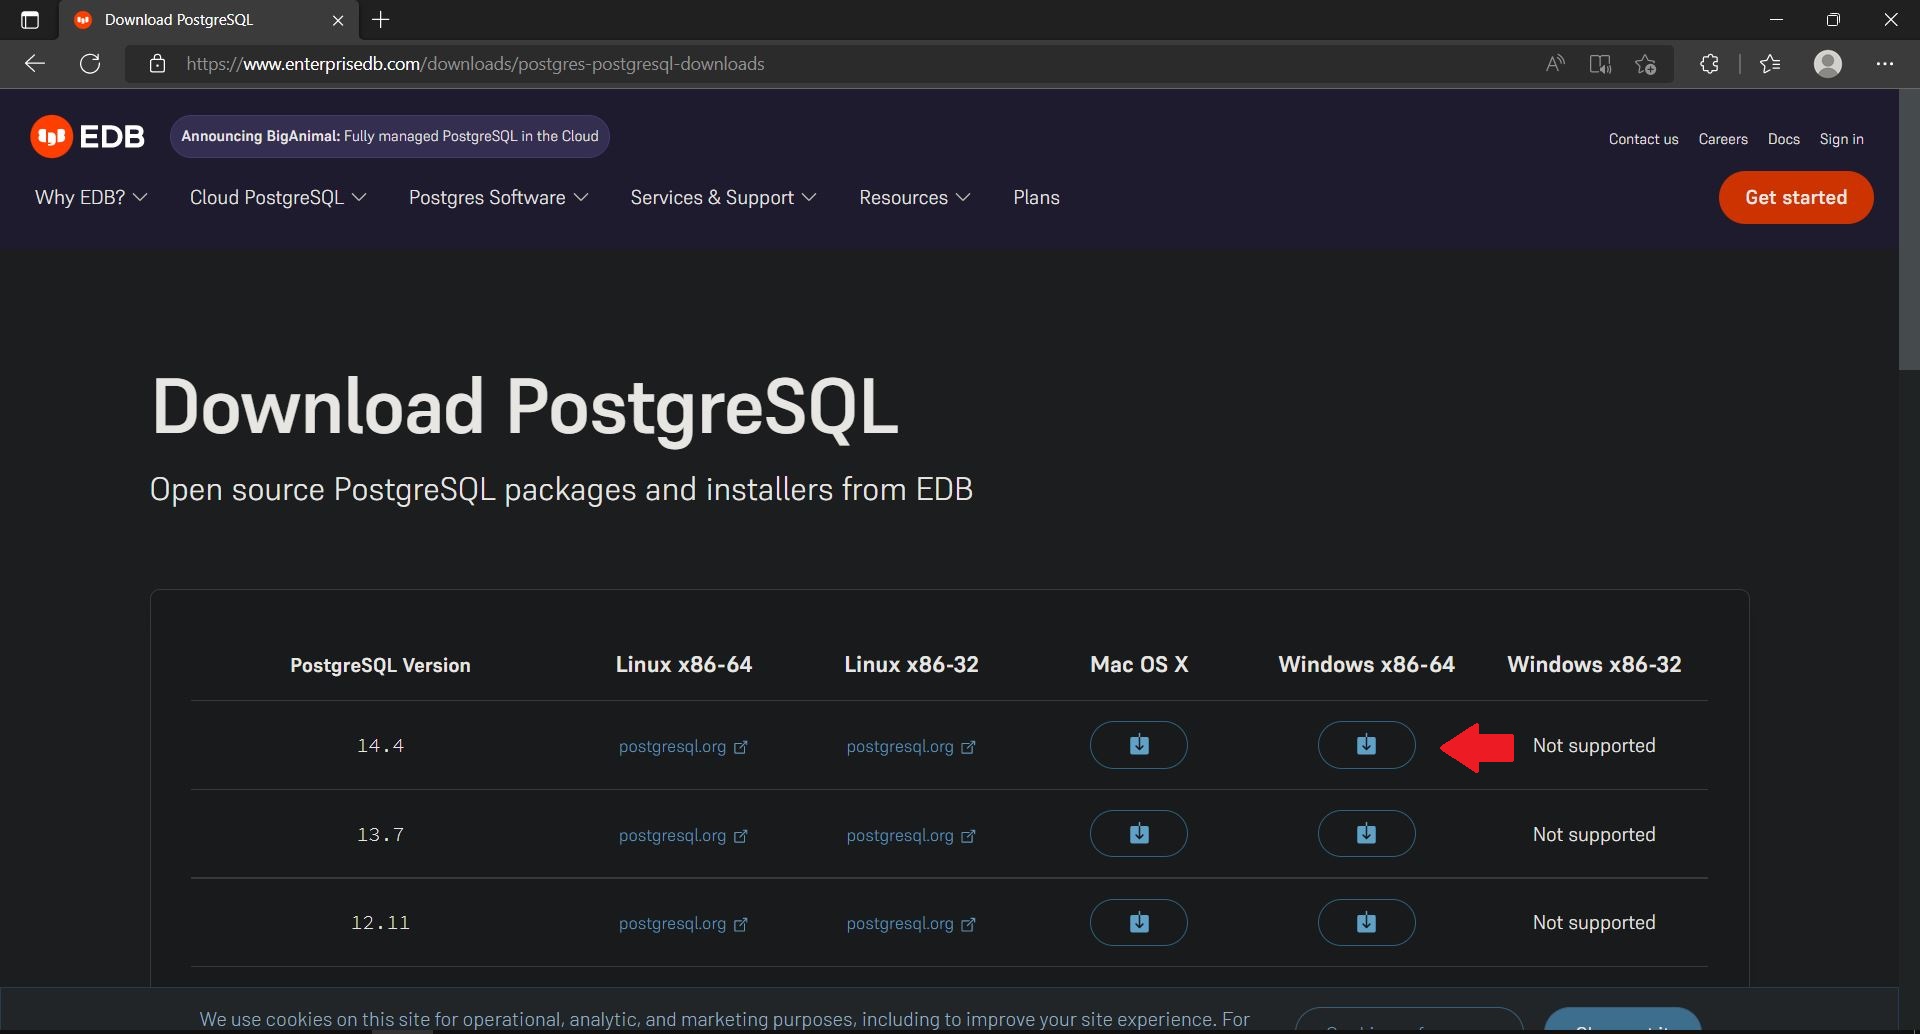 Download PostgreSQL
https://www.enterprisedb.com/downloads/postgres-postgresql-downloads
EDB
Announcing BigAnimal: Fully managed PostgreSQL in the Cloud
Contact us Careers Docs Sign in
Why EDB? Cloud PostgreSQL Postgres Software Services & Support Resources Plans
Get started
Download PostgreSQL
Open source PostgreSQL packages and installers from EDB
PostgreSQL Version Linux x86-64 Linux x86-32 Mac OS X Windows x86-64 Windows x86-32
14.4 postgresql.org postgresql.org Not supported
13.7 postgresql.org postgresql.org Not supported
12.11 postgresql.org postgresql.org Not supported
We use cookies on this site for operational, analytic, and marketing purposes, including to improve your site experience. For